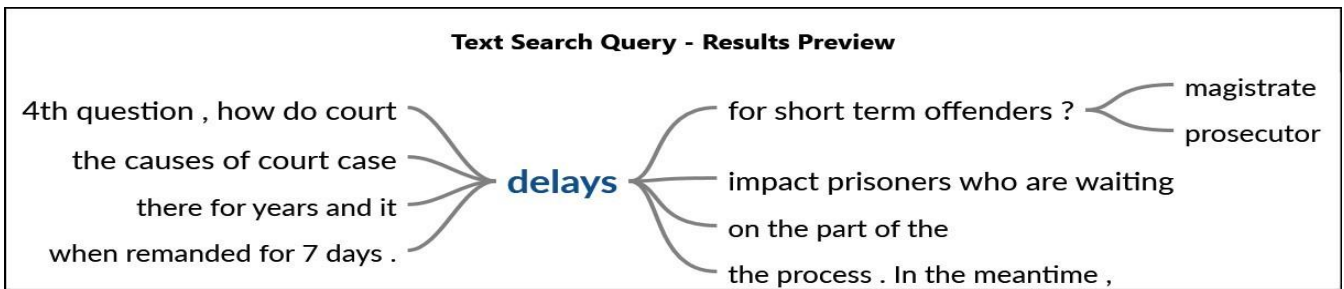 Text Search Query - Results Preview
4th question , how do court
the causes of court case
there for years and it
when remanded for 7 days .
delays
for short term offenders ?
magistrate
prosecutor
impact prisoners who are waiting
on the part of the
the process . In the meantime ,